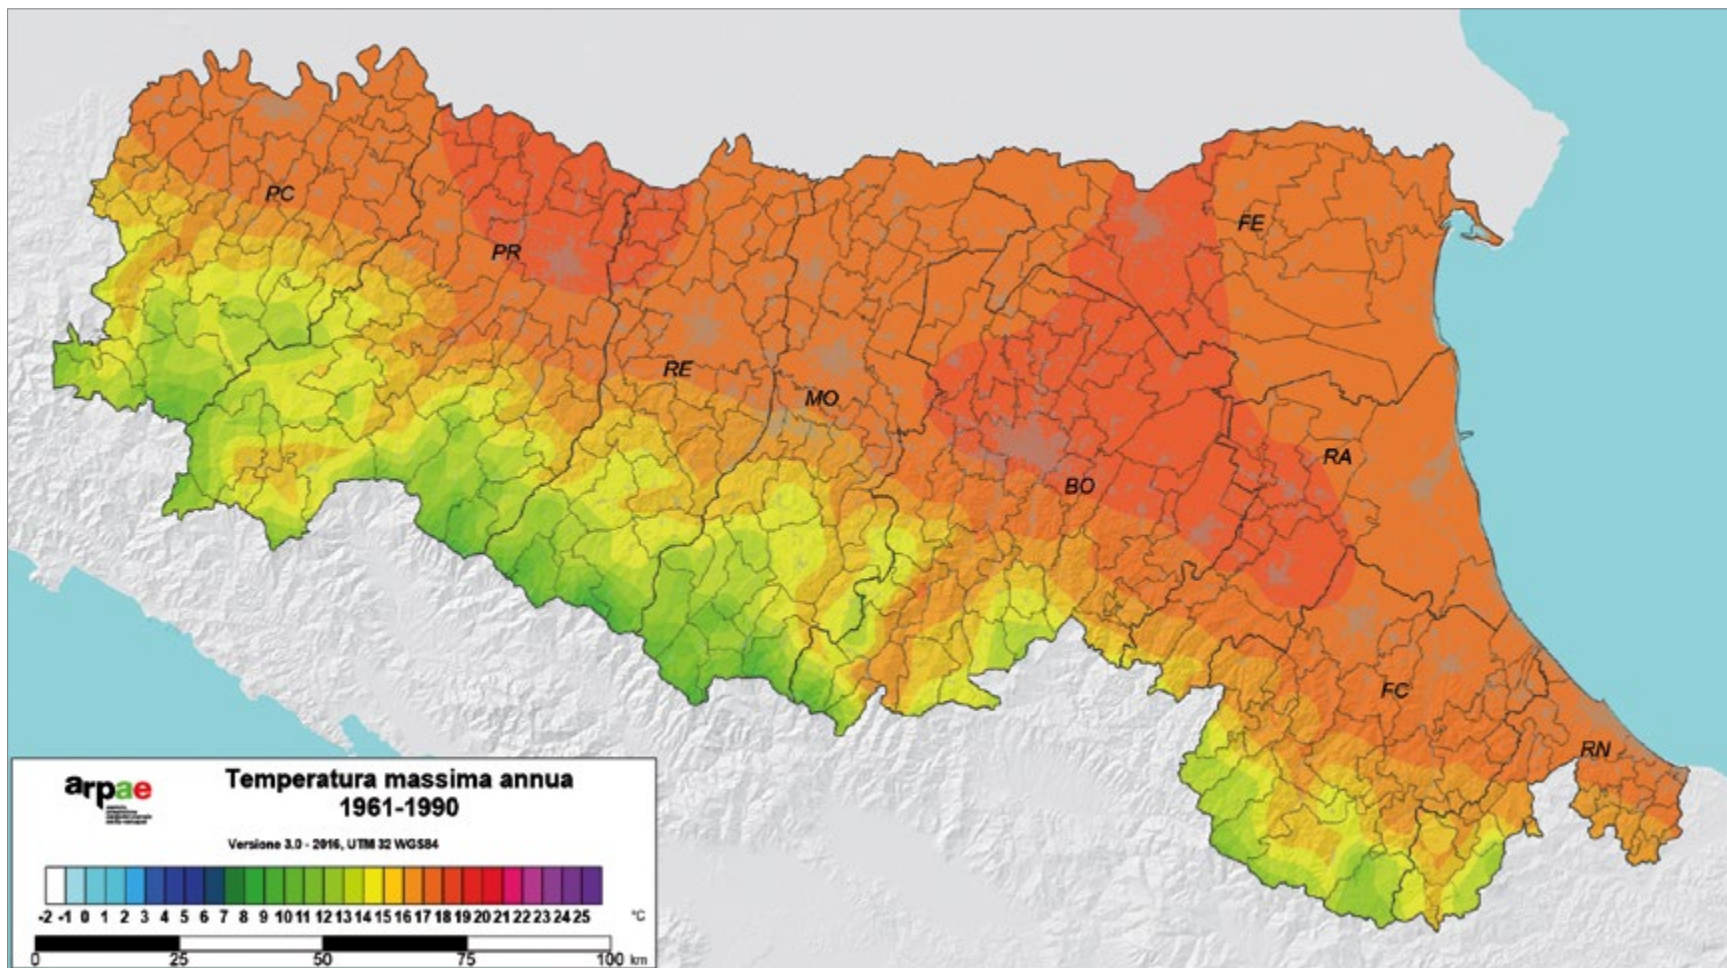 PC
PR
FE
RE
MO
RA
BO
FC
RN
arpae
Temperatura massima annua
1961-1990
Versione 3.0 - 2016, UTM 32 WGS84
-2 -1 0 1 2 3 4 5 6 7 8 9 10 11 12 13 14 15 16 17 18 19 20 21 22 23 24 25 °C
0 25 50 75 100 km